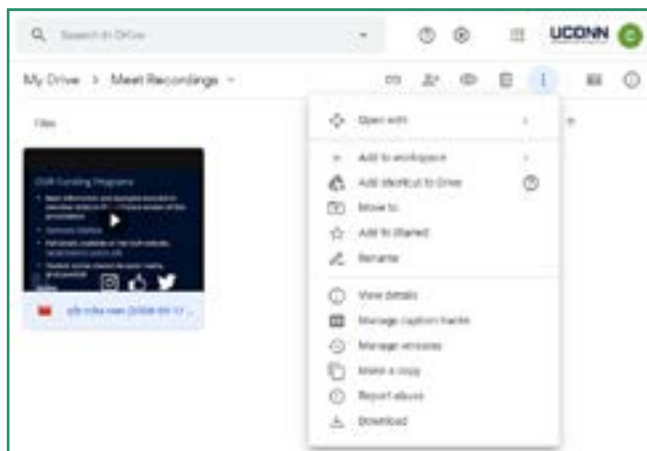 Search in Drive
UCONN
My Drive > Meet Recordings
Files
OUR Funding Programs
Open with
Add to workspace
Add shortcut to Drive
Move to
Add to Starred
Rename
View details
Manage caption tracks
Manage versions
Make a copy
Report abuse
Download